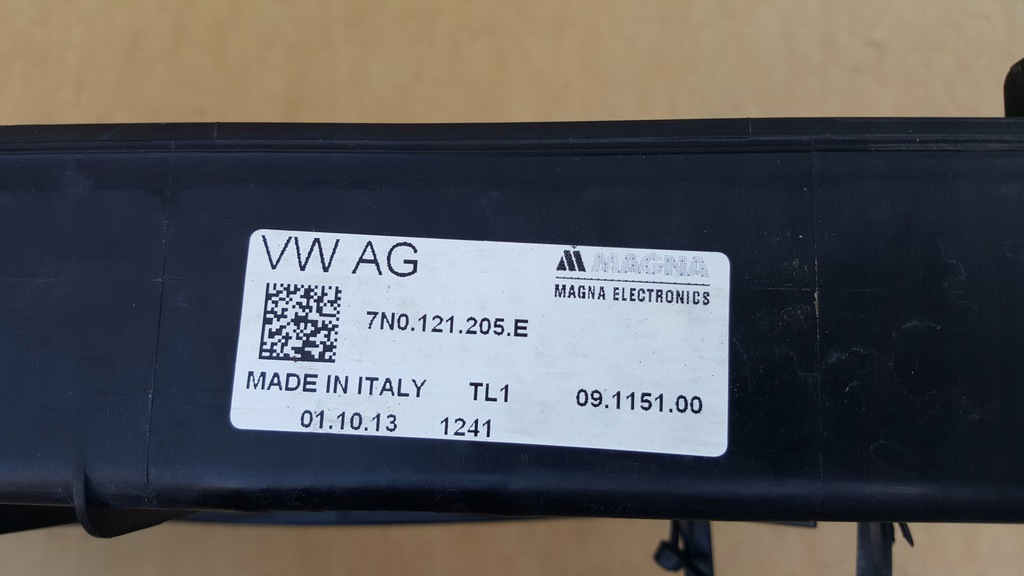 VW AG
MAGNA
MAGNA ELECTRONICS
7N0.121.205.E
MADE IN ITALY TL1 09.1151.00
01.10.13 1241